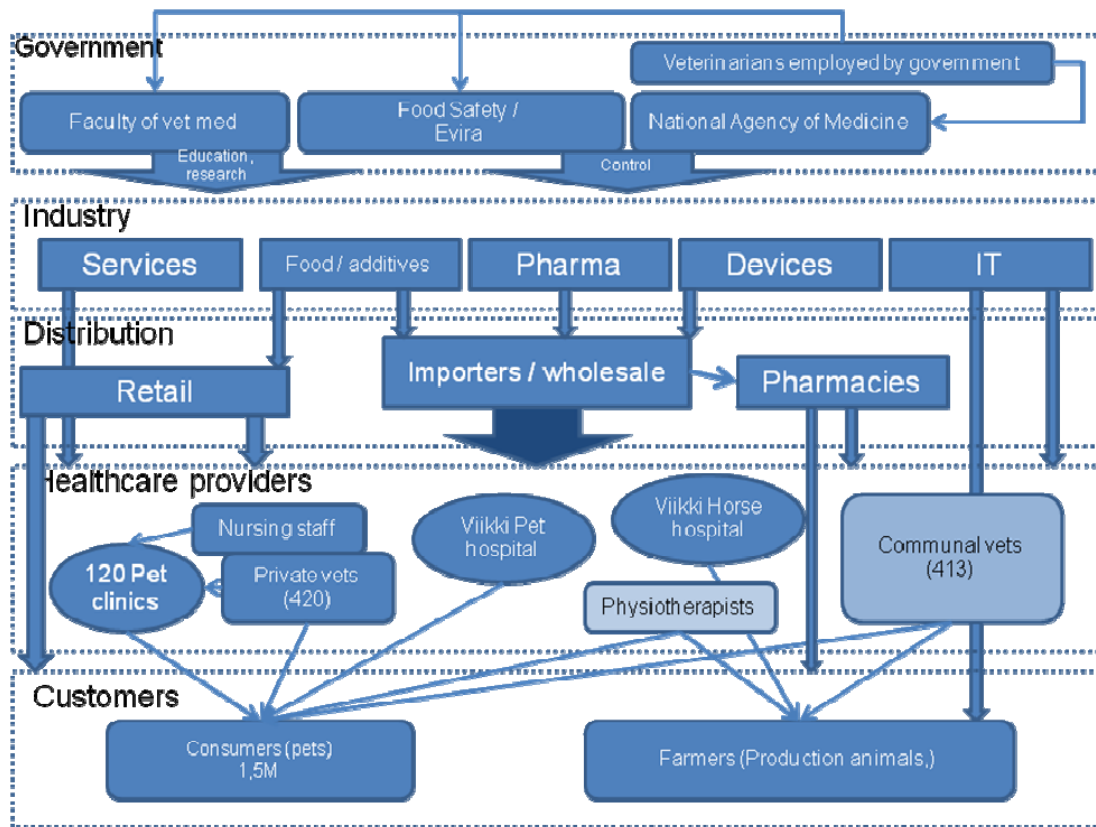 Government
Veterinarians employed by government
Faculty of vet med
Food Safety /
Evira
National Agency of Medicine
Education,
research
Control
Industry
Services
Food / additives
Pharma
Devices
IT
Distribution
Retail
Importers / wholesale
Pharmacies
Healthcare providers
Nursing staff
Private vets
(420)
120 Pet
clinics
Viikki Pet
hospital
Viikki Horse
hospital
Physiotherapists
Communal vets
(413)
Customers
Consumers (pets)
1,5M
Farmers (Production animals,)